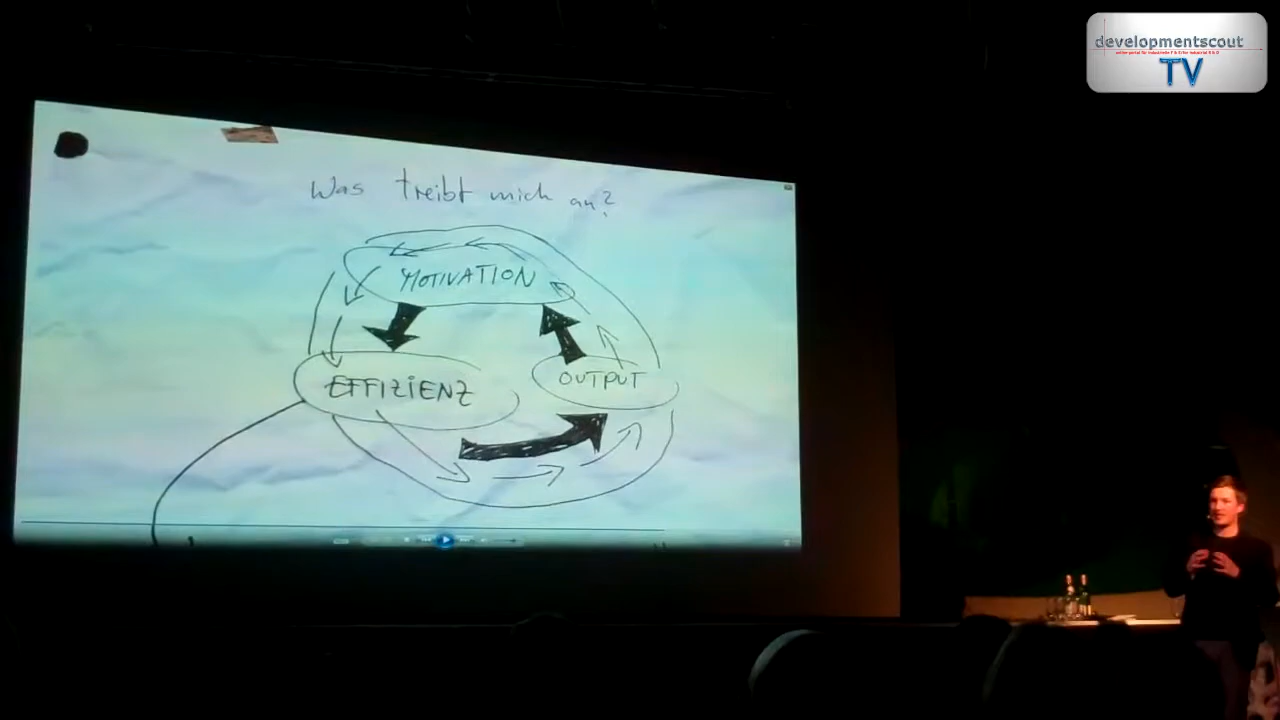 developmentscout
TV
Was treibt mich an?
MOTIVATION
EFFIZIENZ
OUTPUT